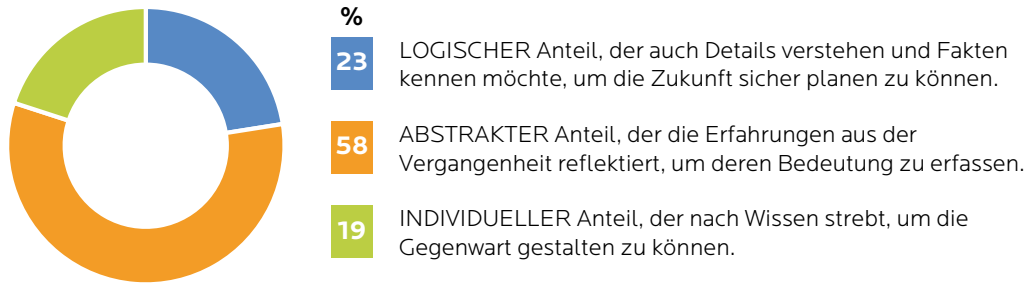 %
23
LOGISCHER Anteil, der auch Details verstehen und Fakten
kennen möchte, um die Zukunft sicher planen zu können.
58
ABSTRAKTER Anteil, der die Erfahrungen aus der
Vergangenheit reflektiert, um deren Bedeutung zu erfassen.
19
INDIVIDUELLER Anteil, der nach Wissen strebt, um die
Gegenwart gestalten zu können.